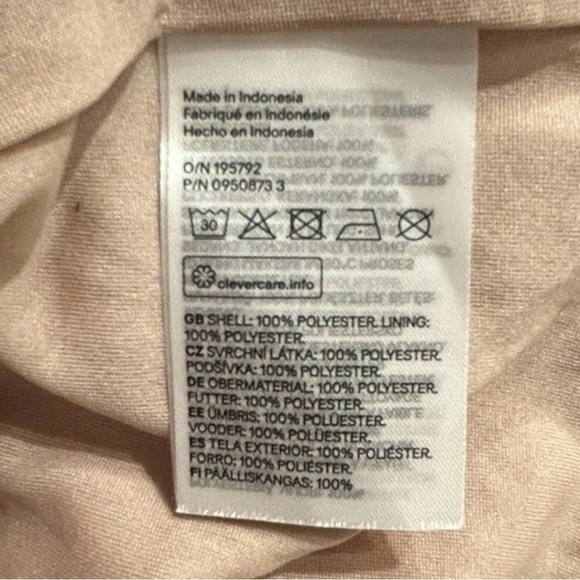 Made in Indonesia
Fabriqué en Indonésie
Hecho en Indonesia
O/N 195792
P/N 0950873 3
30
clevercare.info
GB SHELL: 100% POLYESTER. LINING:
100% POLYESTER.
CZ SVRCHNÍ LÁTKA: 100% POLYESTER.
PODŠÍVKA: 100% POLYESTER.
DE OBERMATERIAL: 100% POLYESTER.
FUTTER: 100% POLYESTER.
EE ÜMBRIS: 100% POLÜESTER.
VOODER: 100% POLÜESTER.
ES TELA EXTERIOR: 100% POLIÉSTER.
FORRO: 100% POLIÉSTER.
FI PÄÄLLISKANGAS: 100%